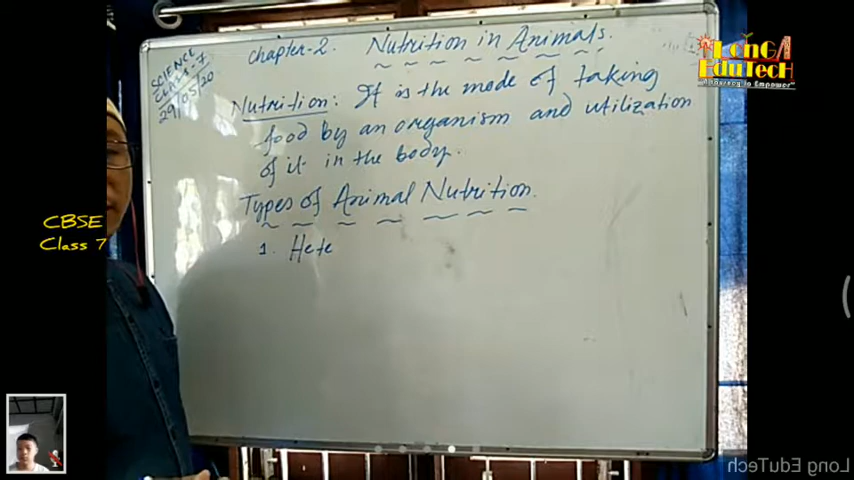 SCIENCE
CLASS-7
29/05/20
Chapter-2. Nutrition in Animals.
Nutrition: It is the mode of taking
food by an organism and utilization
of it in the body.
Types of Animal Nutrition.
1. Hete
CBSE
Class 7
LONG
EDUTECH
Long EduTech